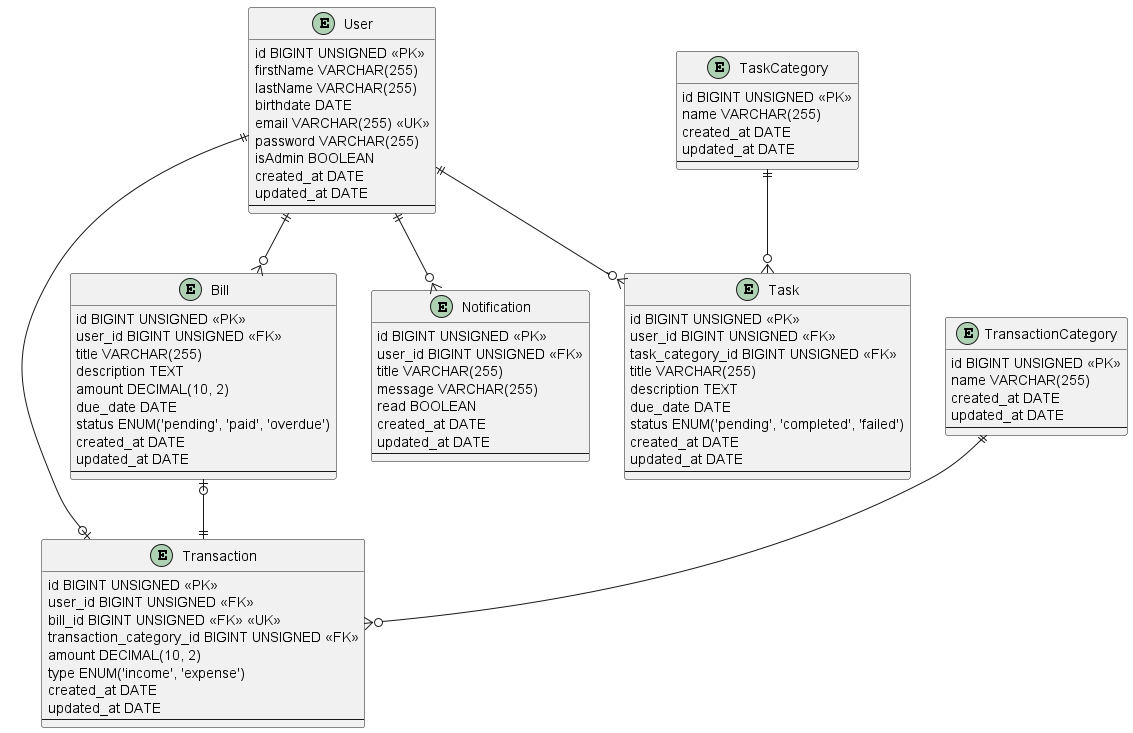 E User
id BIGINT UNSIGNED «PK»
firstName VARCHAR(255)
lastName VARCHAR(255)
birthdate DATE
email VARCHAR(255) «UK»
password VARCHAR(255)
isAdmin BOOLEAN
created_at DATE
updated_at DATE
E TaskCategory
id BIGINT UNSIGNED «PK»
name VARCHAR(255)
created_at DATE
updated_at DATE
E Bill
id BIGINT UNSIGNED «PK»
user_id BIGINT UNSIGNED «FK»
title VARCHAR(255)
description TEXT
amount DECIMAL(10, 2)
due_date DATE
status ENUM('pending', 'paid', 'overdue')
created_at DATE
updated_at DATE
E Notification
id BIGINT UNSIGNED «PK»
user_id BIGINT UNSIGNED «FK»
title VARCHAR(255)
message VARCHAR(255)
read BOOLEAN
created_at DATE
updated_at DATE
E Task
id BIGINT UNSIGNED «PK»
user_id BIGINT UNSIGNED «FK»
task_category_id BIGINT UNSIGNED «FK»
title VARCHAR(255)
description TEXT
due_date DATE
status ENUM('pending', 'completed', 'failed')
created_at DATE
updated_at DATE
E TransactionCategory
id BIGINT UNSIGNED «PK»
name VARCHAR(255)
created_at DATE
updated_at DATE
E Transaction
id BIGINT UNSIGNED «PK»
user_id BIGINT UNSIGNED «FK»
bill_id BIGINT UNSIGNED «FK» «UK»
transaction_category_id BIGINT UNSIGNED «FK»
amount DECIMAL(10, 2)
type ENUM('income', 'expense')
created_at DATE
updated_at DATE